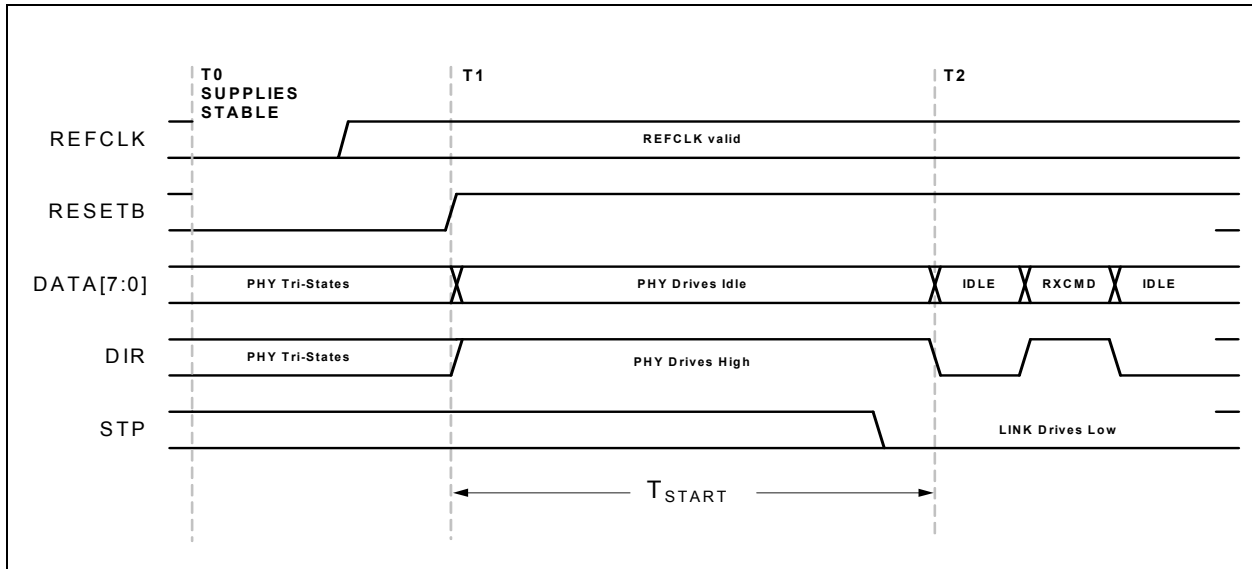 T0
SUPPLIES
STABLE
T1
T2
REFCLK
REFCLK valid
RESETB
DATA[7:0]
PHY Tri-States
PHY Drives Idle
IDLE
RXCMD
IDLE
DIR
PHY Tri-States
PHY Drives High
STP
LINK Drives Low
TSTART